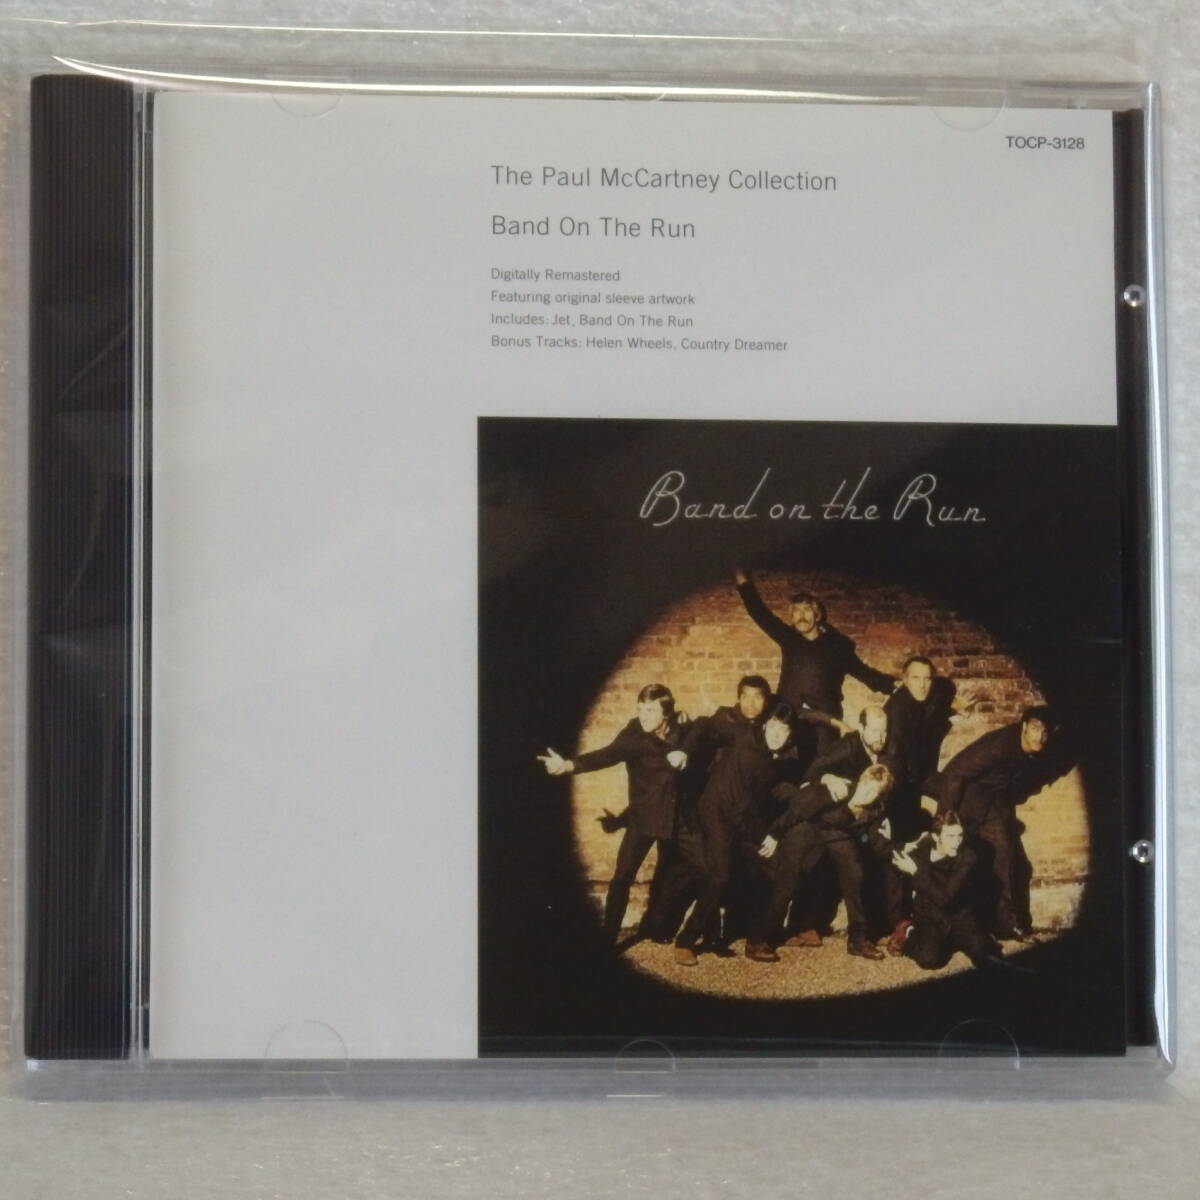 TOCP-3128
The Paul McCartney Collection
Band On The Run
Digitally Remastered
Featuring original sleeve artwork
Includes: Jet, Band On The Run
Bonus Tracks: Helen Wheels, Country Dreamer
Band on the Run